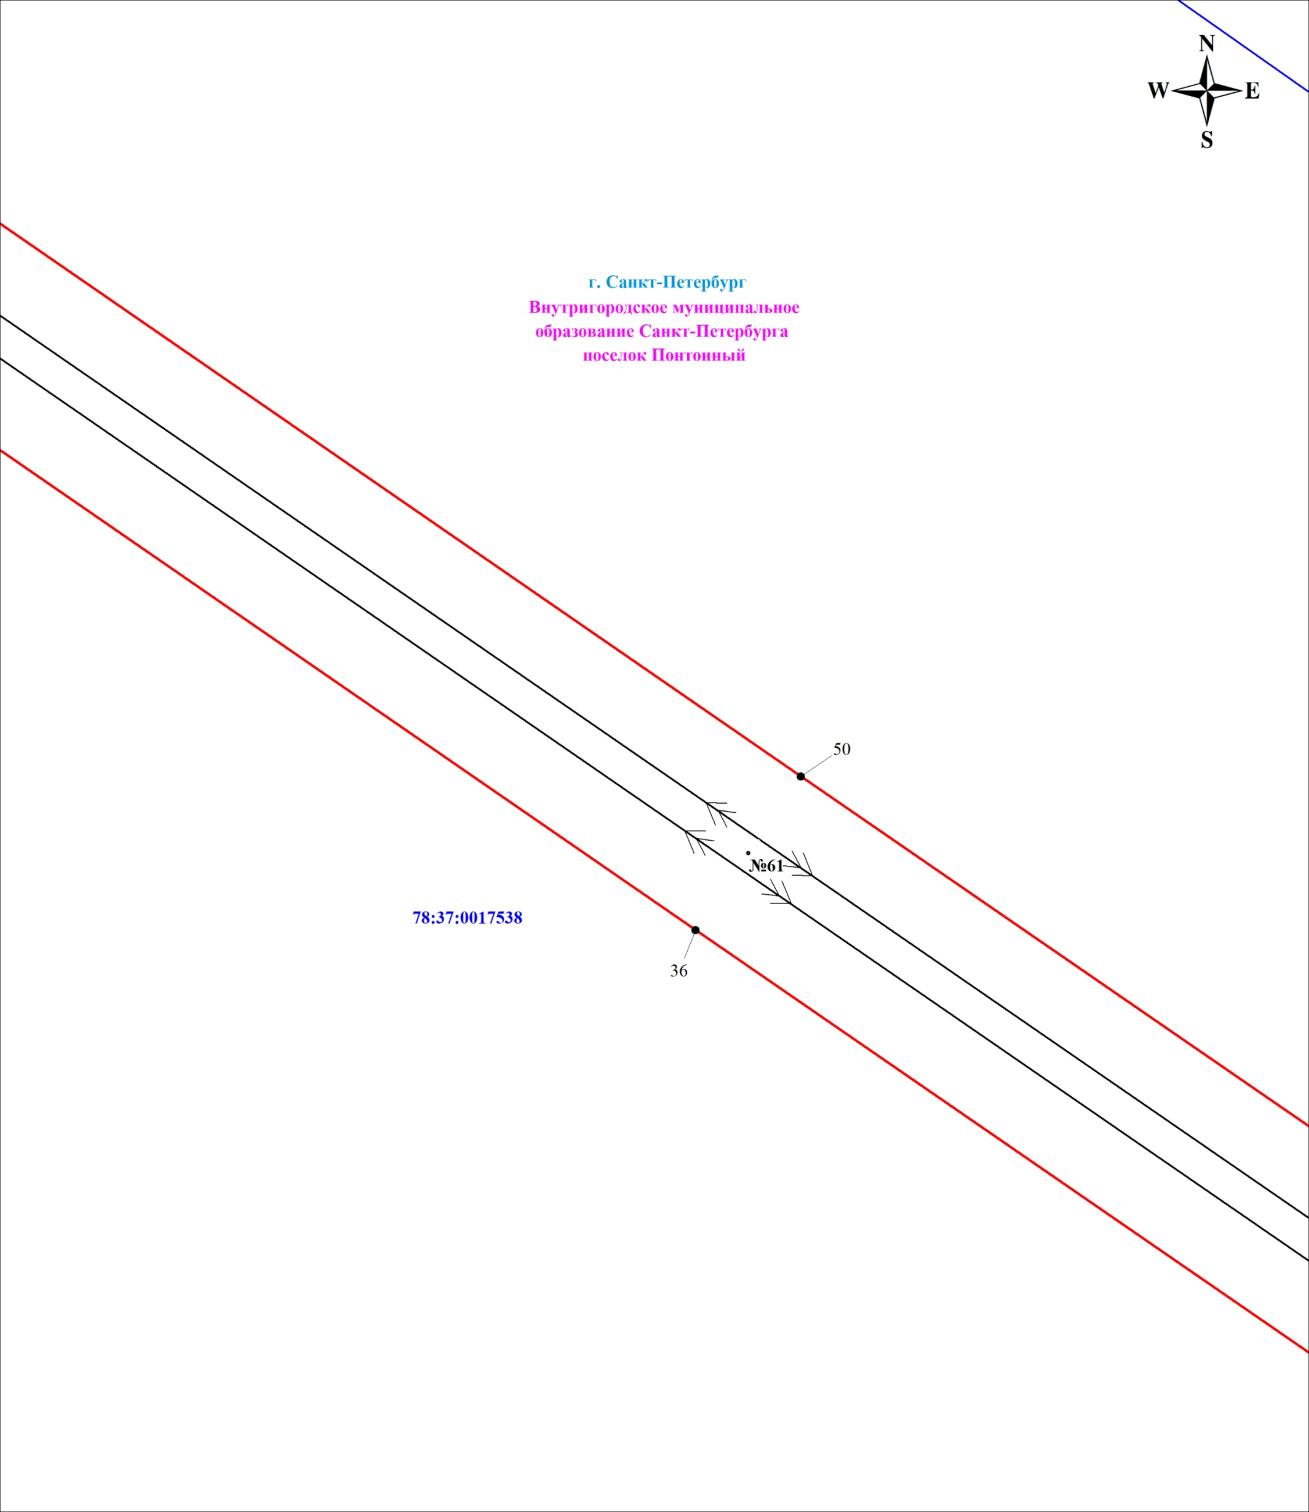 N
W E
S
г. Санкт-Петербург
Внутригородское муниципальное
образование Санкт-Петербурга
поселок Понтонный
50
№61
78:37:0017538
36